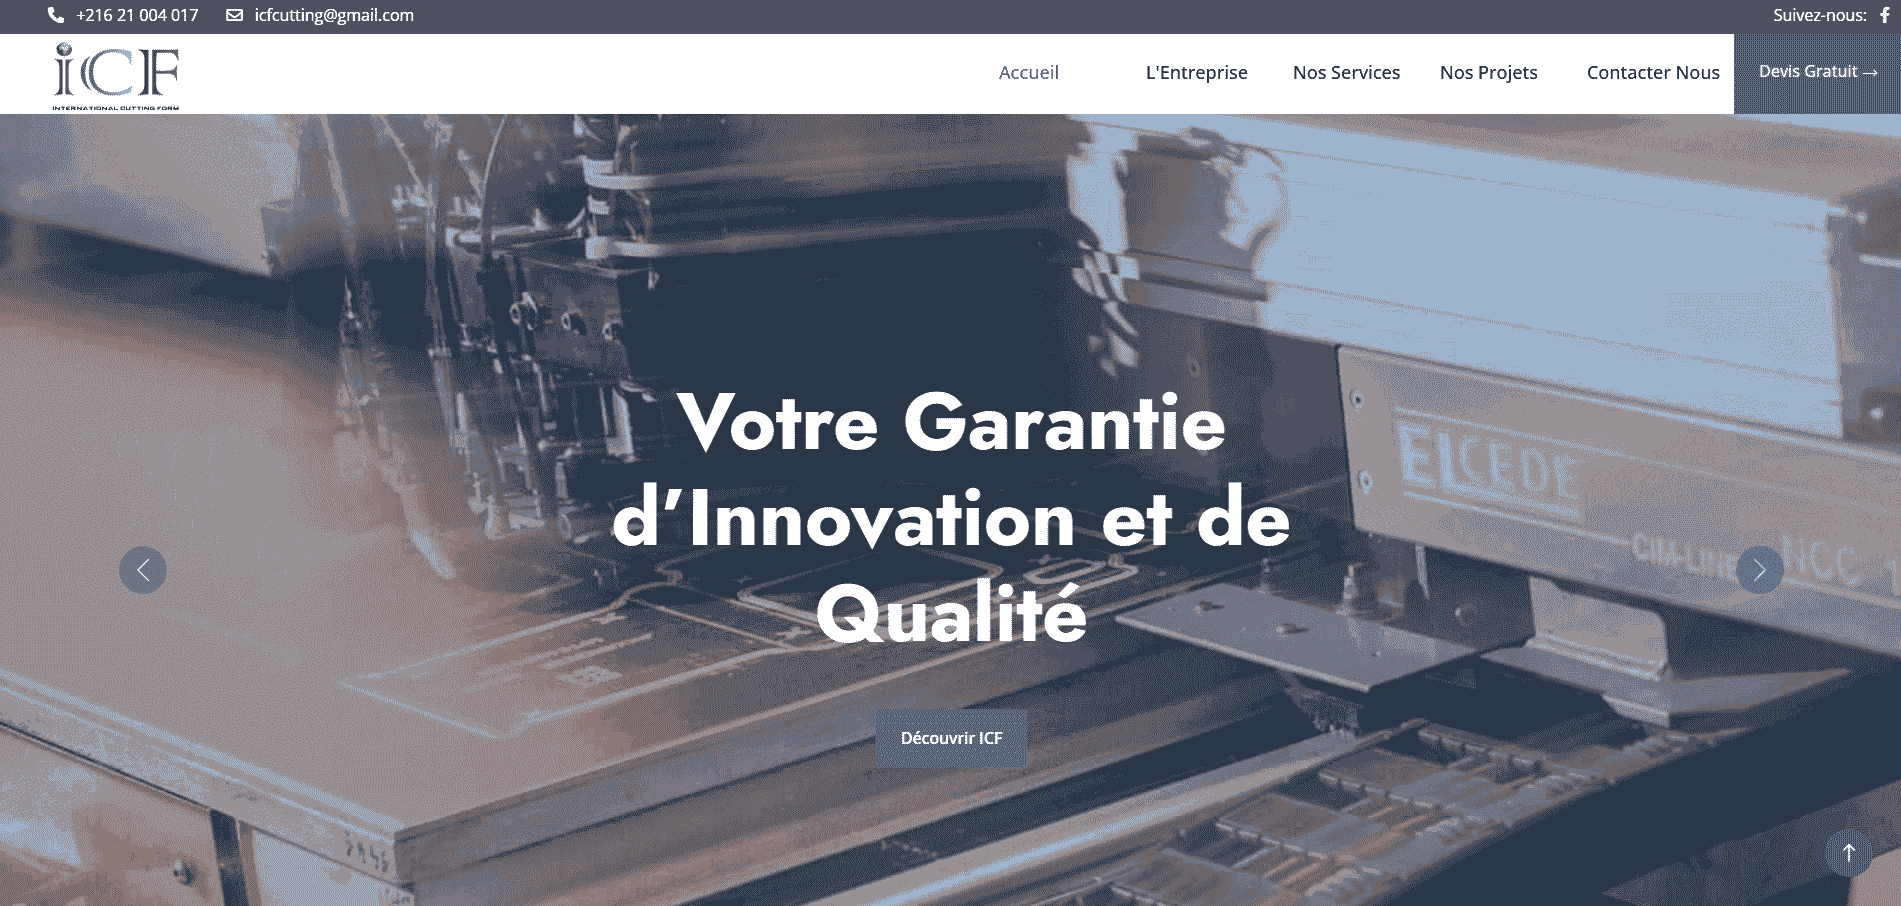 +216 21 004 017
icfcutting@gmail.com
Suivez-nous:
iCF
INTERNATIONAL CUTTING FORM
Accueil
L'Entreprise
Nos Services
Nos Projets
Contacter Nous
Devis Gratuit →
Votre Garantie
d’Innovation et de
Qualité
ELCEDE
NCC
Découvrir ICF